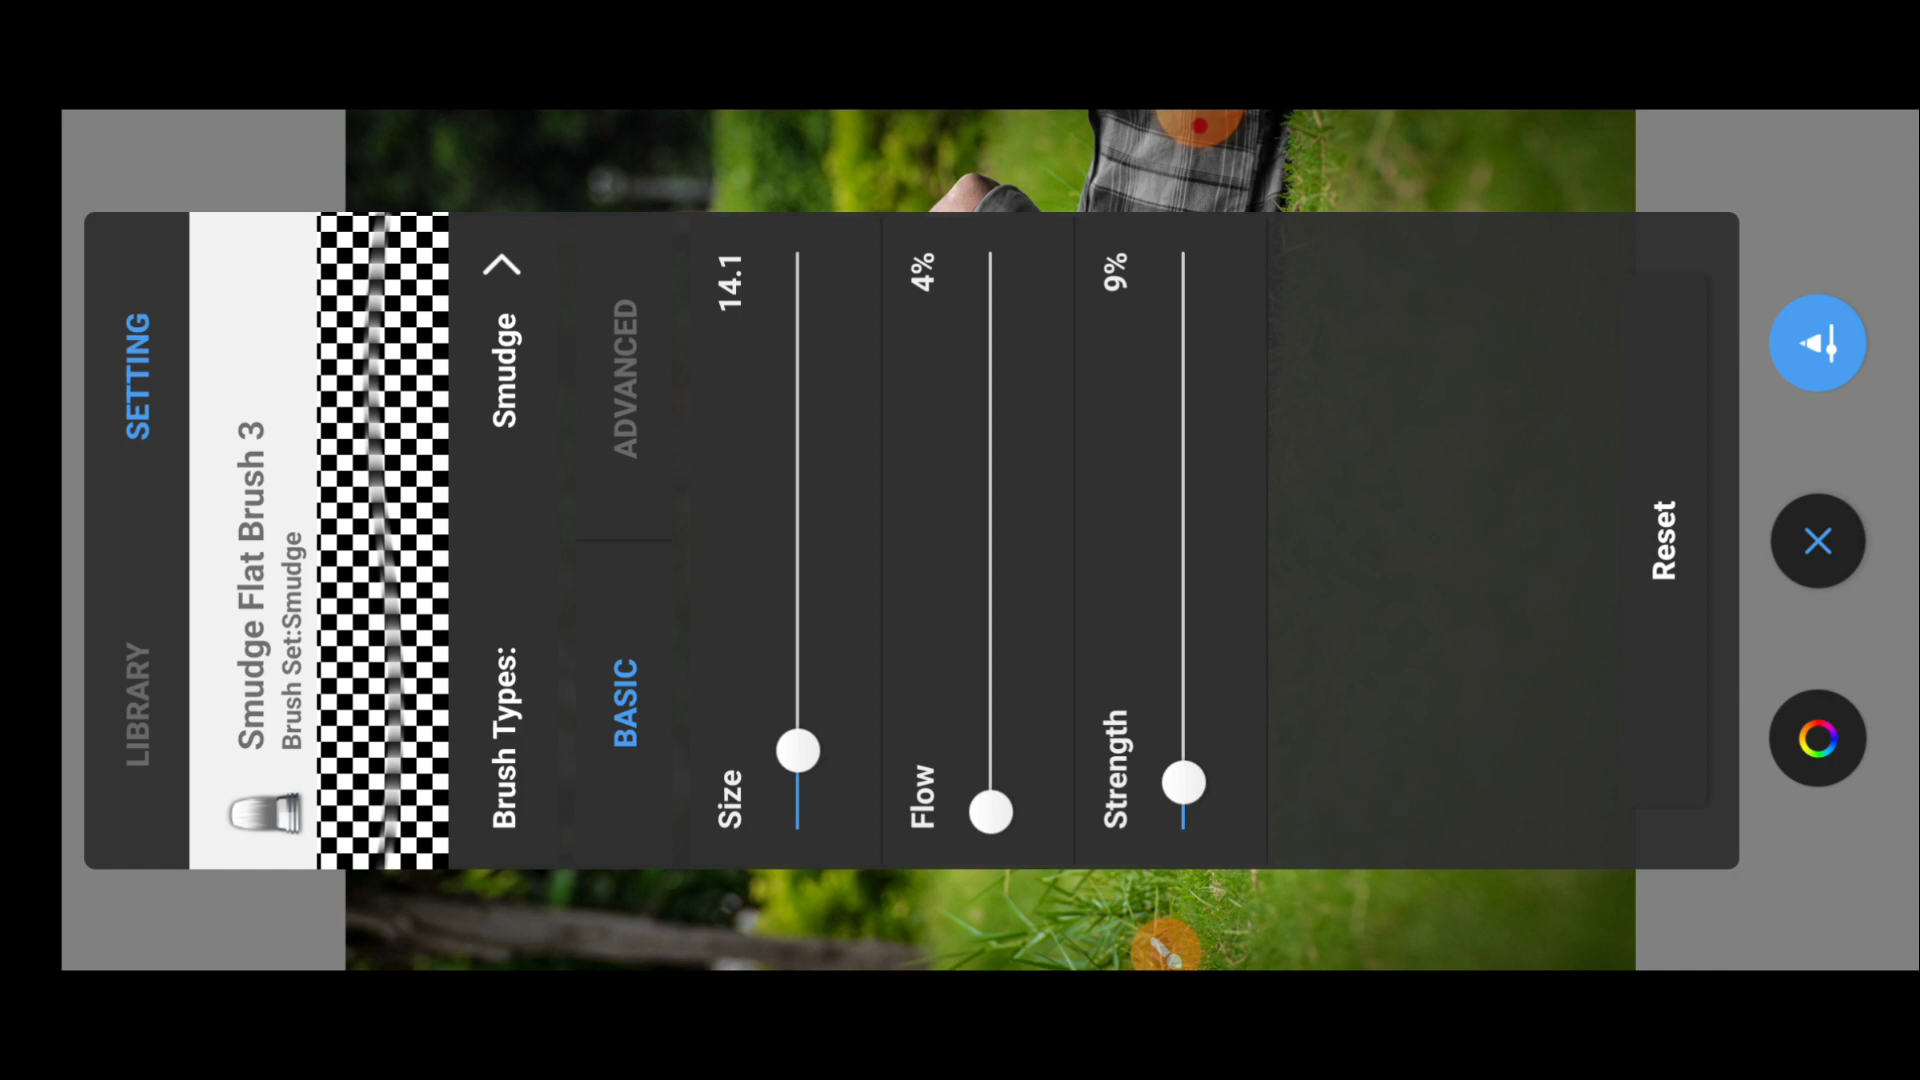 LIBRARY SETTING
Smudge Flat Brush 3
Brush Set:Smudge
Brush Types: Smudge
BASIC ADVANCED
Size 14.1
Flow 4%
Strength 9%
Reset